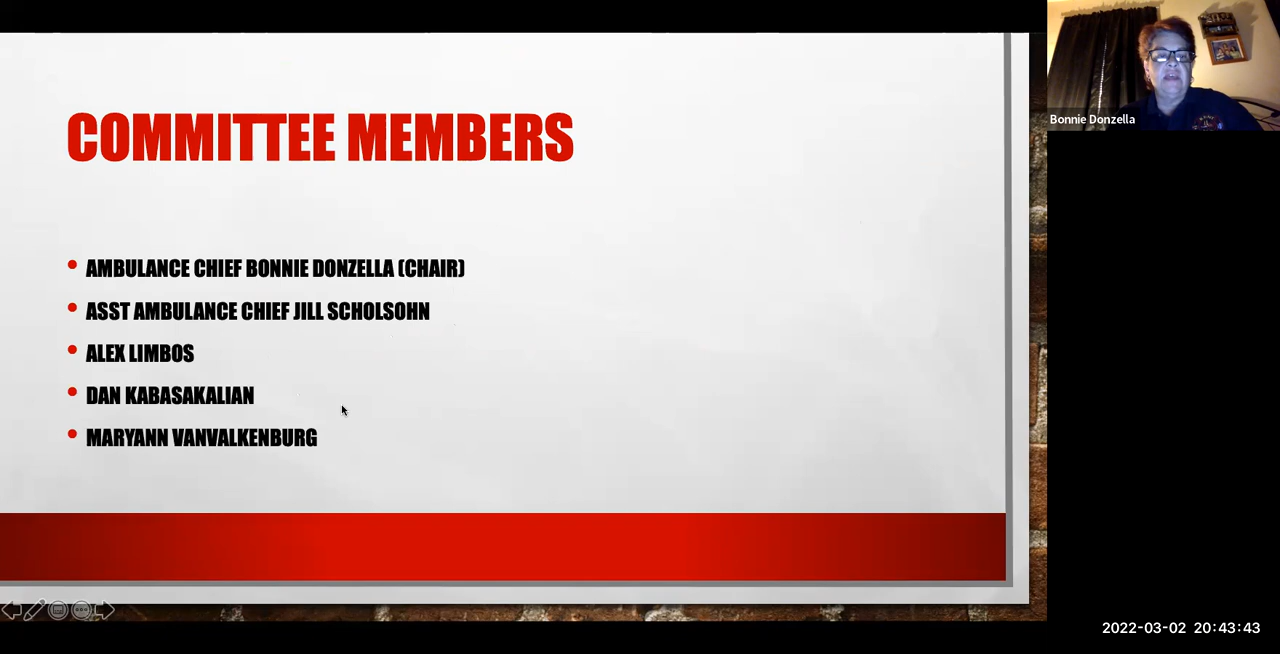 COMMITTEE MEMBERS
AMBULANCE CHIEF BONNIE DONZELLA (CHAIR)
ASST AMBULANCE CHIEF JILL SCHOLSOHN
ALEX LIMBOS
DAN KABASAKALIAN
MARYANN VANVALKENBURG
Bonnie Donzella
2022-03-02 20:43:43